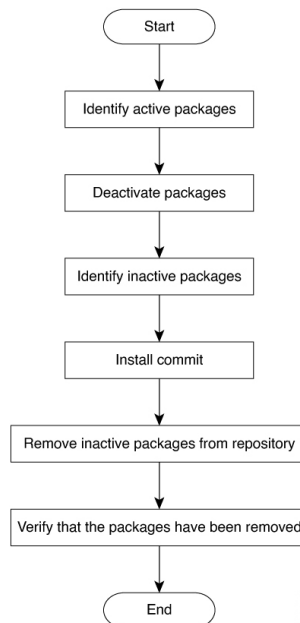 Start
Identify active packages
Deactivate packages
Identify inactive packages
Install commit
Remove inactive packages from repository
Verify that the packages have been removed
End